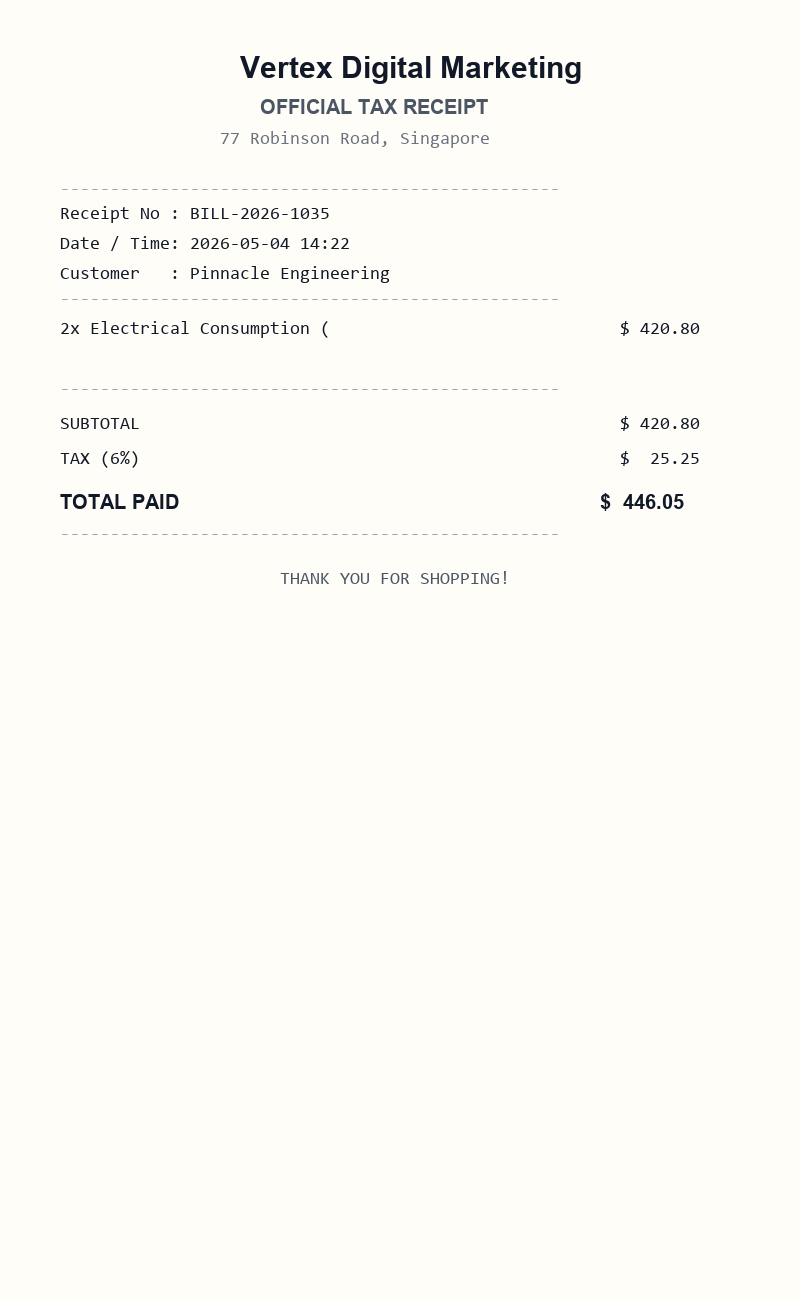 Vertex Digital Marketing
OFFICIAL TAX RECEIPT
77 Robinson Road, Singapore
--------------------------------------------------
Receipt No : BILL-2026-1035
Date / Time: 2026-05-04 14:22
Customer   : Pinnacle Engineering
--------------------------------------------------
2x Electrical Consumption ( $ 420.80
--------------------------------------------------
SUBTOTAL $ 420.80
TAX (6%) $  25.25
TOTAL PAID $  446.05
--------------------------------------------------
THANK YOU FOR SHOPPING!